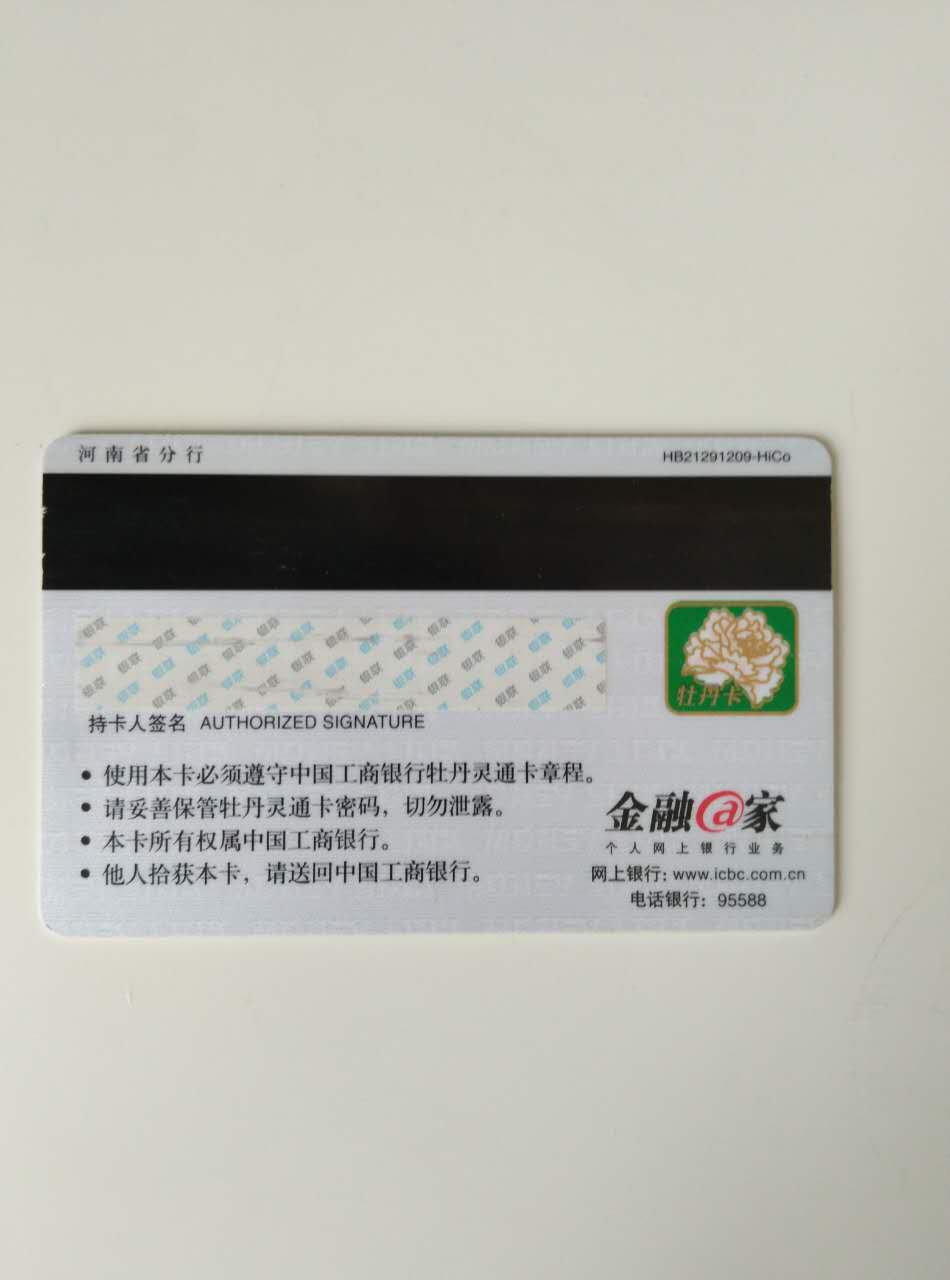 河南省分行 HB21291209-HiCo
银联 银联 银联 银联 银联 银联 银联 银联 银联
牡丹卡
持卡人签名 AUTHORIZED SIGNATURE
• 使用本卡必须遵守中国工商银行牡丹灵通卡章程。
• 请妥善保管牡丹灵通卡密码，切勿泄露。
• 本卡所有权属中国工商银行。
• 他人拾获本卡，请送回中国工商银行。
金融@家
个人网上银行业务
网上银行: www.icbc.com.cn
电话银行: 95588